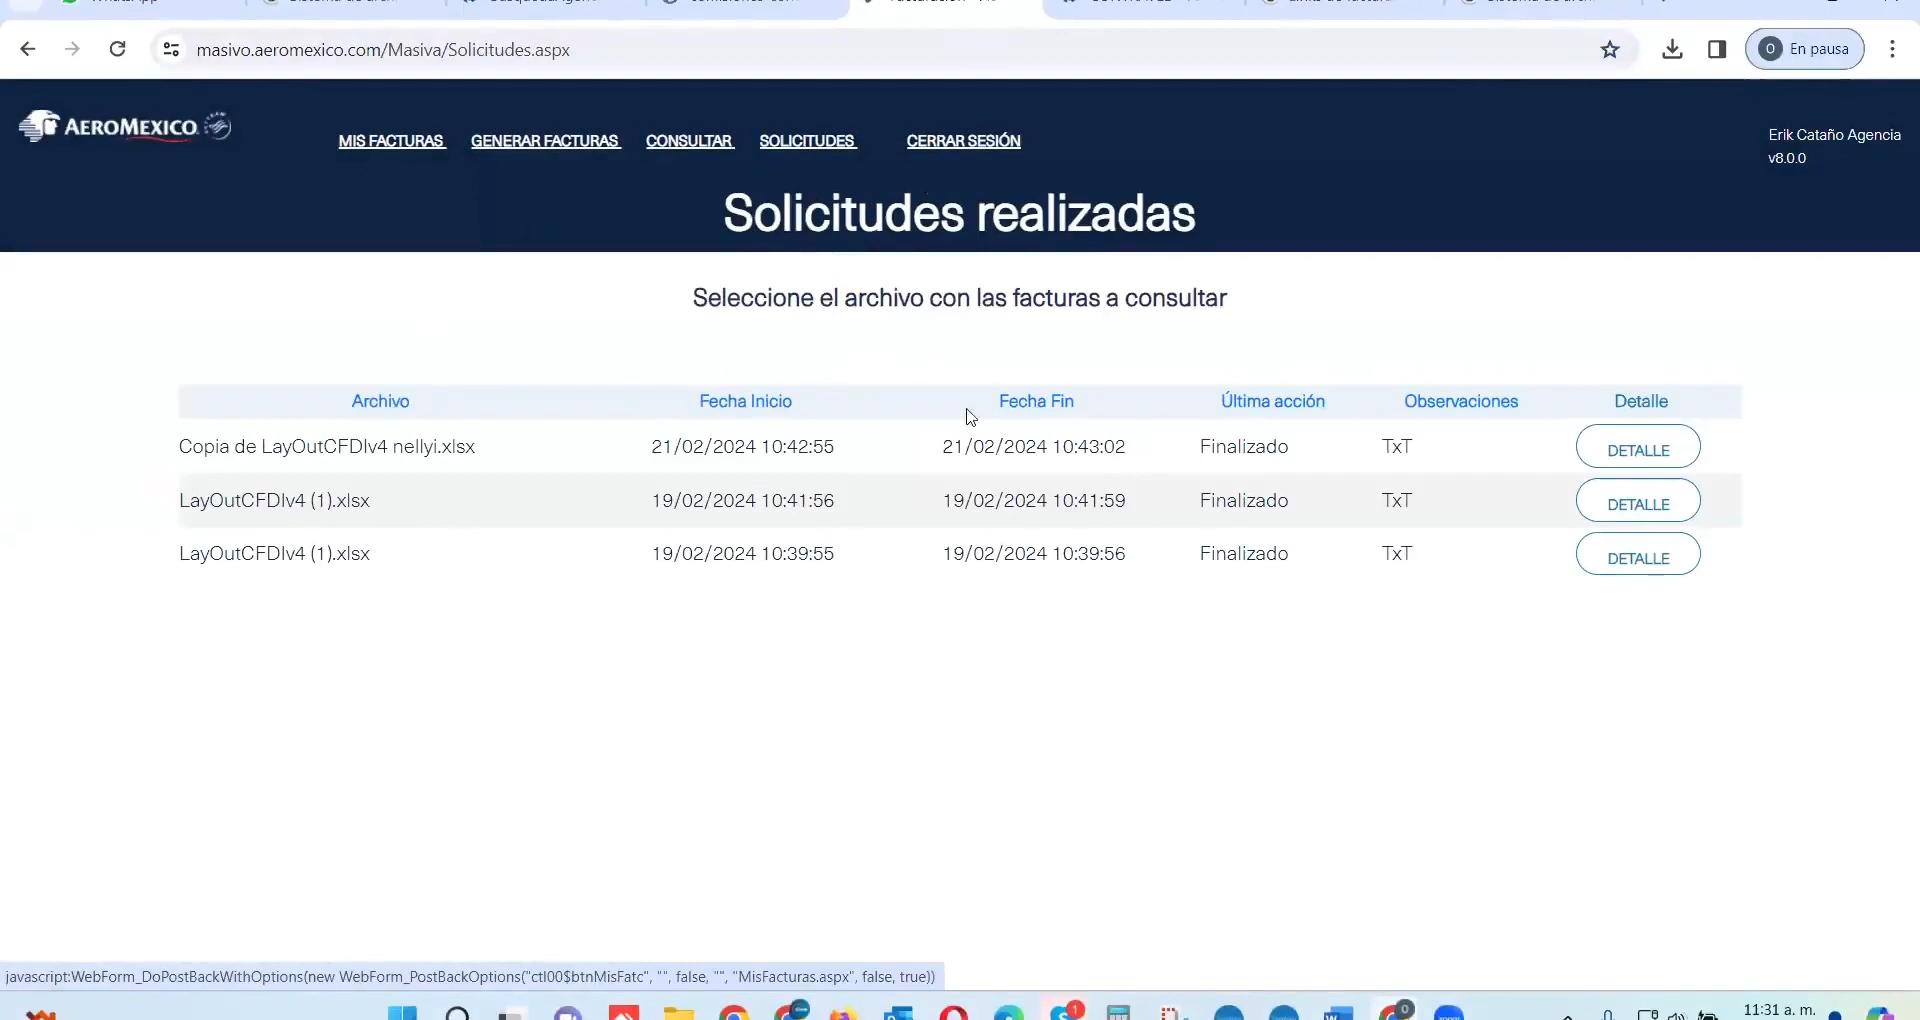 masivo.aeromexico.com/Masiva/Solicitudes.aspx
O En pausa
AEROMEXICO
MIS FACTURAS GENERAR FACTURAS CONSULTAR SOLICITUDES CERRAR SESIÓN
Erik Cataño Agencia
v8.0.0
Solicitudes realizadas
Seleccione el archivo con las facturas a consultar
Archivo Fecha Inicio Fecha Fin Última acción Observaciones Detalle
Copia de LayOutCFDIv4 nellyi.xlsx 21/02/2024 10:42:55 21/02/2024 10:43:02 Finalizado TxT DETALLE
LayOutCFDIv4 (1).xlsx 19/02/2024 10:41:56 19/02/2024 10:41:59 Finalizado TxT DETALLE
LayOutCFDIv4 (1).xlsx 19/02/2024 10:39:55 19/02/2024 10:39:56 Finalizado TxT DETALLE
javascript:WebForm_DoPostBackWithOptions(new WebForm_PostBackOptions("ctl00$btnMisFatc", "", false, "", "MisFacturas.aspx", false, true))
11:31 a. m.